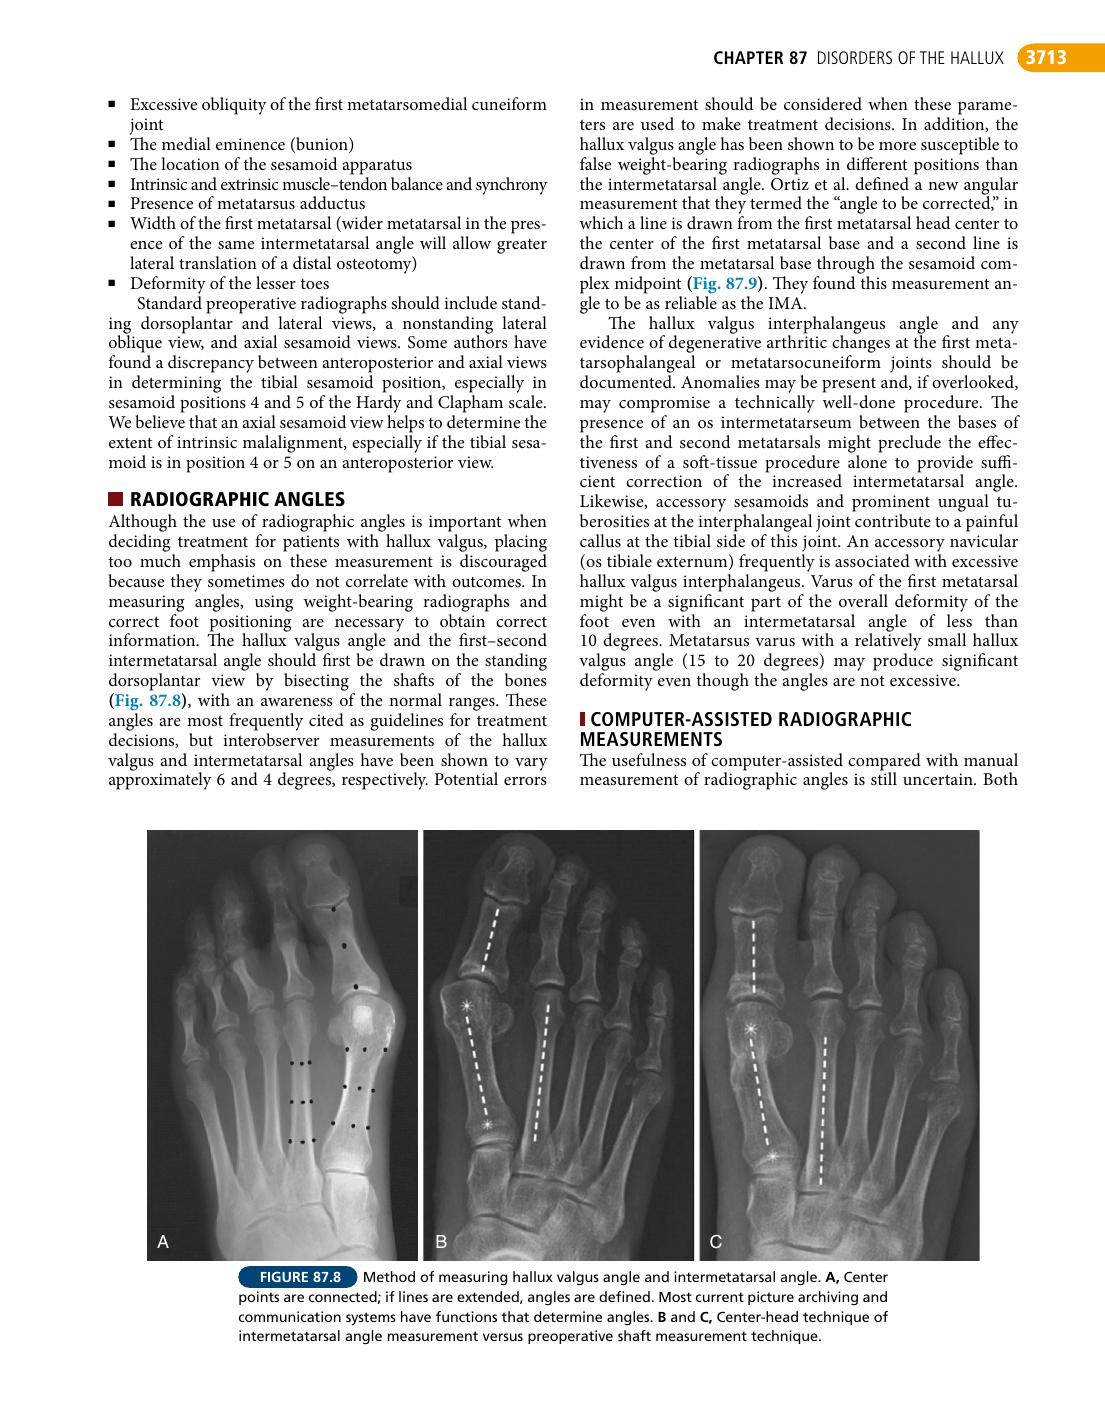 CHAPTER 87 DISORDERS OF THE HALLUX 3713
■ Excessive obliquity of the first metatarsomedial cuneiform
joint
■ The medial eminence (bunion)
■ The location of the sesamoid apparatus
■ Intrinsic and extrinsic muscle–tendon balance and synchrony
■ Presence of metatarsus adductus
■ Width of the first metatarsal (wider metatarsal in the pres-
ence of the same intermetatarsal angle will allow greater
lateral translation of a distal osteotomy)
■ Deformity of the lesser toes
Standard preoperative radiographs should include stand-
ing dorsoplantar and lateral views, a nonstanding lateral
oblique view, and axial sesamoid views. Some authors have
found a discrepancy between anteroposterior and axial views
in determining the tibial sesamoid position, especially in
sesamoid positions 4 and 5 of the Hardy and Clapham scale.
We believe that an axial sesamoid view helps to determine the
extent of intrinsic malalignment, especially if the tibial sesa-
moid is in position 4 or 5 on an anteroposterior view.
RADIOGRAPHIC ANGLES
Although the use of radiographic angles is important when
deciding treatment for patients with hallux valgus, placing
too much emphasis on these measurement is discouraged
because they sometimes do not correlate with outcomes. In
measuring angles, using weight-bearing radiographs and
correct foot positioning are necessary to obtain correct
information. The hallux valgus angle and the first–second
intermetatarsal angle should first be drawn on the standing
dorsoplantar view by bisecting the shafts of the bones
(Fig. 87.8), with an awareness of the normal ranges. These
angles are most frequently cited as guidelines for treatment
decisions, but interobserver measurements of the hallux
valgus and intermetatarsal angles have been shown to vary
approximately 6 and 4 degrees, respectively. Potential errors
in measurement should be considered when these parame-
ters are used to make treatment decisions. In addition, the
hallux valgus angle has been shown to be more susceptible to
false weight-bearing radiographs in different positions than
the intermetatarsal angle. Ortiz et al. defined a new angular
measurement that they termed the “angle to be corrected,” in
which a line is drawn from the first metatarsal head center to
the center of the first metatarsal base and a second line is
drawn from the metatarsal base through the sesamoid com-
plex midpoint (Fig. 87.9). They found this measurement an-
gle to be as reliable as the IMA.
The hallux valgus interphalangeus angle and any
evidence of degenerative arthritic changes at the first meta-
tarsophalangeal or metatarsocuneiform joints should be
documented. Anomalies may be present and, if overlooked,
may compromise a technically well-done procedure. The
presence of an os intermetatarseum between the bases of
the first and second metatarsals might preclude the effec-
tiveness of a soft-tissue procedure alone to provide suffi-
cient correction of the increased intermetatarsal angle.
Likewise, accessory sesamoids and prominent ungual tu-
berosities at the interphalangeal joint contribute to a painful
callus at the tibial side of this joint. An accessory navicular
(os tibiale externum) frequently is associated with excessive
hallux valgus interphalangeus. Varus of the first metatarsal
might be a significant part of the overall deformity of the
foot even with an intermetatarsal angle of less than
10 degrees. Metatarsus varus with a relatively small hallux
valgus angle (15 to 20 degrees) may produce significant
deformity even though the angles are not excessive.
COMPUTER-ASSISTED RADIOGRAPHIC
MEASUREMENTS
The usefulness of computer-assisted compared with manual
measurement of radiographic angles is still uncertain. Both
A
B
C
FIGURE 87.8 Method of measuring hallux valgus angle and intermetatarsal angle. A, Center
points are connected; if lines are extended, angles are defined. Most current picture archiving and
communication systems have functions that determine angles. B and C, Center-head technique of
intermetatarsal angle measurement versus preoperative shaft measurement technique.